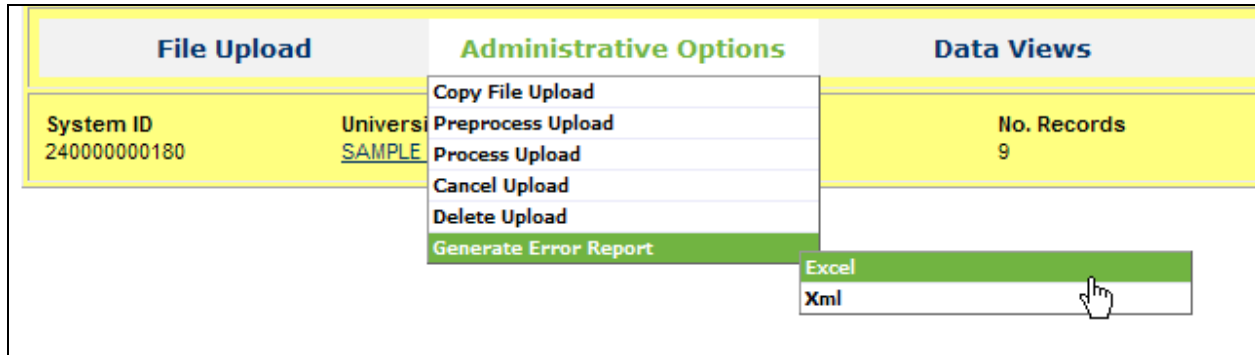 File Upload Administrative Options Data Views
Copy File Upload
System ID Universi Preprocess Upload No. Records
240000000180 SAMPLE Process Upload 9
Cancel Upload
Delete Upload
Generate Error Report
Excel
Xml